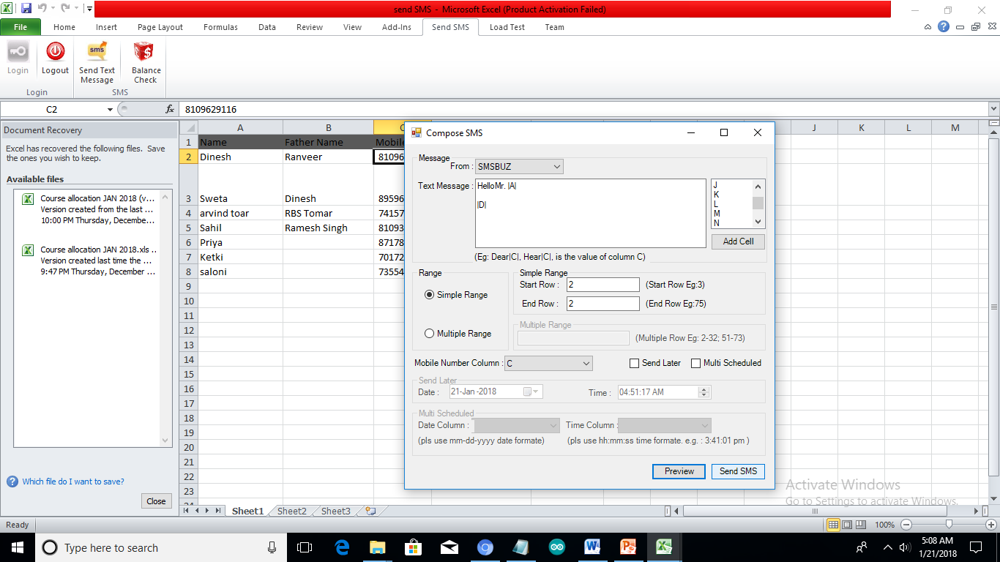 send SMS - Microsoft Excel (Product Activation Failed)
File Home Insert Page Layout Formulas Data Review View Add-Ins Send SMS Load Test Team
Login Logout Send Text Message Balance Check
Login SMS
C2 fx 8109629116
Document Recovery
Excel has recovered the following files. Save
the ones you wish to keep.
Available files
Course allocation JAN 2018 (v...
Version created from the last ...
10:00 PM Thursday, Decembe...
Course allocation JAN 2018.xls ..
Version created last time the ...
9:47 PM Thursday, December ...
Which file do I want to save?
Close
A B C J K L M
1 Name Father Name Mobile
2 Dinesh Ranveer 81096
3 Sweta Dinesh 89596
4 arvind toar RBS Tomar 74157
5 Sahil Ramesh Singh 81093
6 Priya 87178
7 Ketki 70172
8 saloni 73554
9
10
11
12
13
14
15
16
17
18
19
20
21
22
23
24
Compose SMS
Message
From : SMSBUZ
Text Message : HelloMr. |A|
|D|
J
K
L
M
N
Add Cell
(Eg: Dear|C|, Hear|C|, is the value of column C)
Range
Simple Range
Multiple Range
Simple Range
Start Row : 2 (Start Row Eg:3)
End Row : 2 (End Row Eg:75)
Multiple Range
(Multiple Row Eg: 2-32; 51-73)
Mobile Number Column : C Send Later Multi Scheduled
Send Later
Date : 21-Jan -2018 Time : 04:51:17 AM
Multi Scheduled
Date Column : Time Column :
(pls use mm-dd-yyyy date formate) (pls use hh:mm:ss time formate. e.g. : 3:41:01 pm )
Preview Send SMS
Activate Windows
Go to Settings to activate Windows.
Sheet1 Sheet2 Sheet3
Ready 100%
Type here to search
5:08 AM
1/21/2018